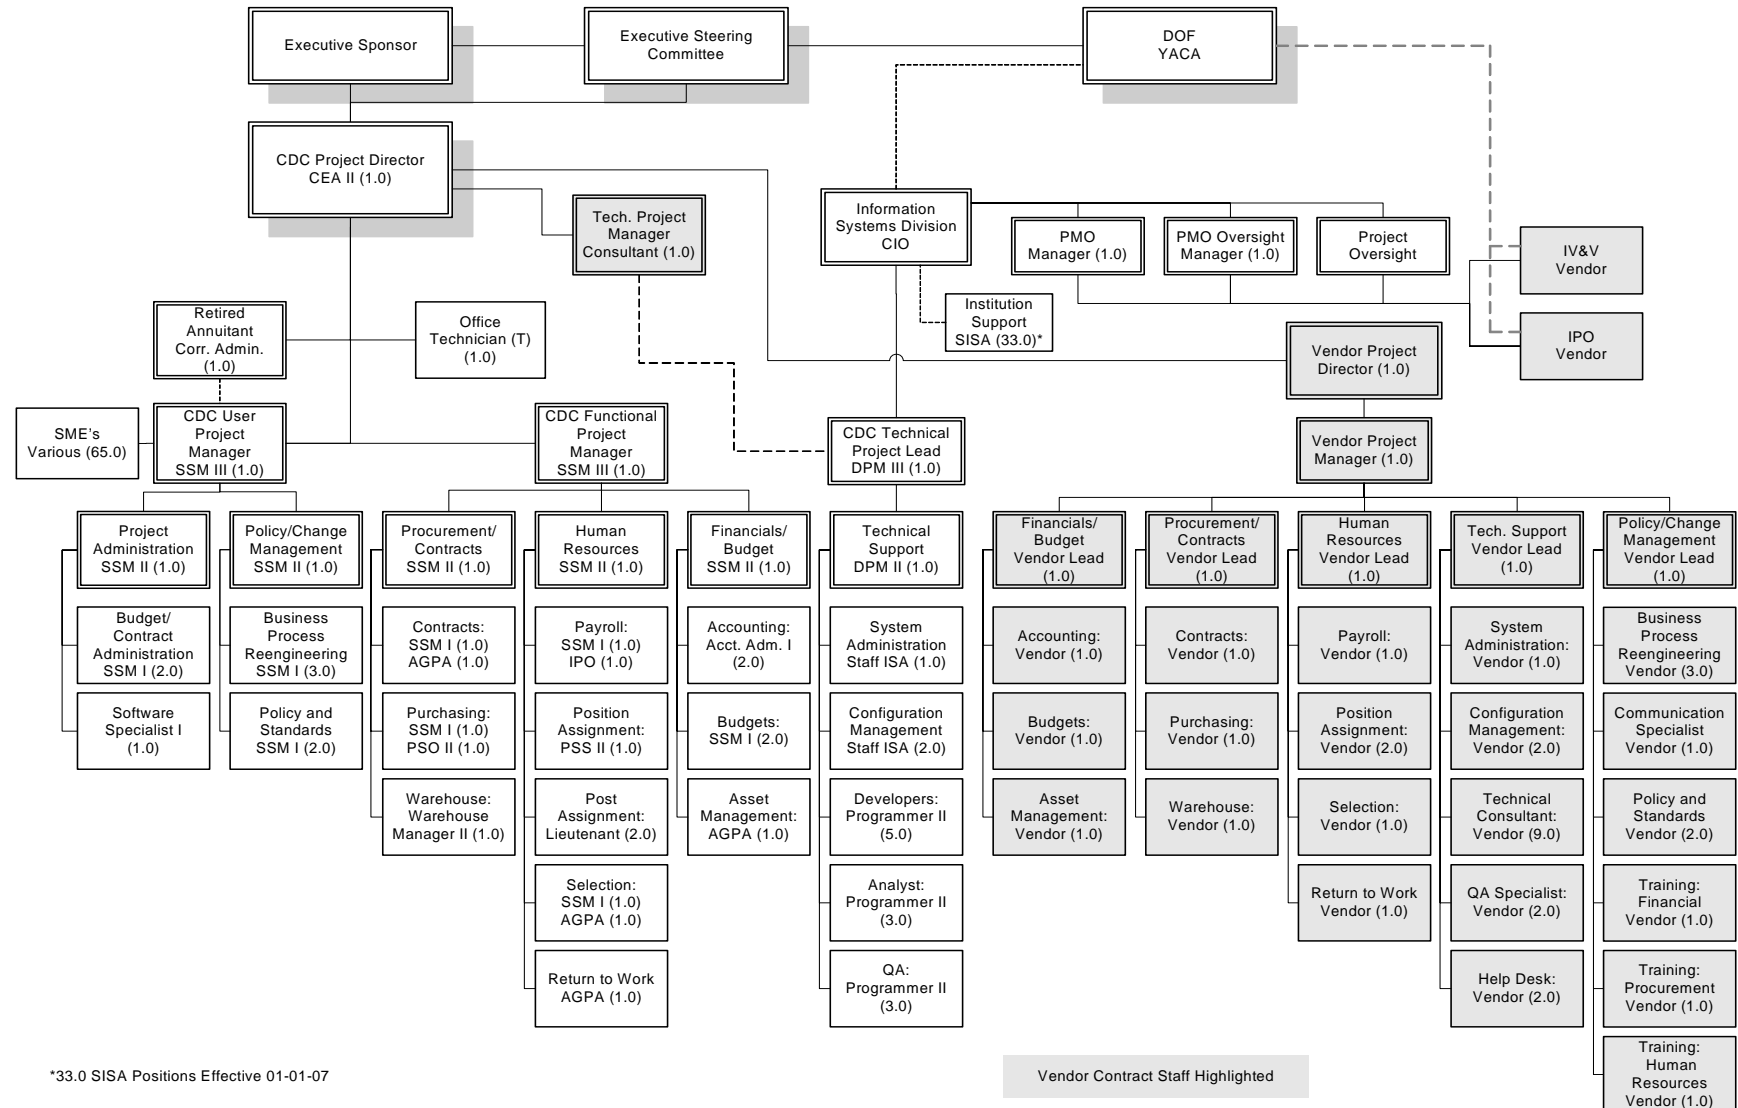 Executive Sponsor
Executive Steering
Committee
DOF
YACA
CDC Project Director
CEA II (1.0)
Tech. Project
Manager
Consultant (1.0)
Information
Systems Division
CIO
PMO
Manager (1.0)
PMO Oversight
Manager (1.0)
Project
Oversight
IV&V
Vendor
Institution
Support
SISA (33.0)*
IPO
Vendor
Retired
Annuitant
Corr. Admin.
(1.0)
Office
Technician (T)
(1.0)
Vendor Project
Director (1.0)
SME's
Various (65.0)
CDC User
Project
Manager
SSM III (1.0)
CDC Functional
Project
Manager
SSM III (1.0)
CDC Technical
Project Lead
DPM III (1.0)
Vendor Project
Manager (1.0)
Project
Administration
SSM II (1.0)
Policy/Change
Management
SSM II (1.0)
Procurement/
Contracts
SSM II (1.0)
Human
Resources
SSM II (1.0)
Financials/
Budget
SSM II (1.0)
Technical
Support
DPM II (1.0)
Financials/
Budget
Vendor Lead
(1.0)
Procurement/
Contracts
Vendor Lead
(1.0)
Human
Resources
Vendor Lead
(1.0)
Tech. Support
Vendor Lead
(1.0)
Policy/Change
Management
Vendor Lead
(1.0)
Budget/
Contract
Administration
SSM I (2.0)
Business
Process
Reengineering
SSM I (3.0)
Contracts:
SSM I (1.0)
AGPA (1.0)
Payroll:
SSM I (1.0)
IPO (1.0)
Accounting:
Acct. Adm. I
(2.0)
System
Administration
Staff ISA (1.0)
Accounting:
Vendor (1.0)
Contracts:
Vendor (1.0)
Payroll:
Vendor (1.0)
System
Administration:
Vendor (1.0)
Business
Process
Reengineering
Vendor (3.0)
Software
Specialist I
(1.0)
Policy and
Standards
SSM I (2.0)
Purchasing:
SSM I (1.0)
PSO II (1.0)
Position
Assignment:
PSS II (1.0)
Budgets:
SSM I (2.0)
Configuration
Management
Staff ISA (2.0)
Budgets:
Vendor (1.0)
Purchasing:
Vendor (1.0)
Position
Assignment:
Vendor (2.0)
Configuration
Management:
Vendor (2.0)
Communication
Specialist
Vendor (1.0)
Warehouse:
Warehouse
Manager II (1.0)
Post
Assignment:
Lieutenant (2.0)
Asset
Management:
AGPA (1.0)
Developers:
Programmer II
(5.0)
Asset
Management:
Vendor (1.0)
Warehouse:
Vendor (1.0)
Selection:
Vendor (1.0)
Technical
Consultant:
Vendor (9.0)
Policy and
Standards
Vendor (2.0)
Selection:
SSM I (1.0)
AGPA (1.0)
Analyst:
Programmer II
(3.0)
Return to Work
Vendor (1.0)
QA Specialist:
Vendor (2.0)
Training:
Financial
Vendor (1.0)
Return to Work
AGPA (1.0)
QA:
Programmer II
(3.0)
Help Desk:
Vendor (2.0)
Training:
Procurement
Vendor (1.0)
Training:
Human
Resources
Vendor (1.0)
*33.0 SISA Positions Effective 01-01-07
Vendor Contract Staff Highlighted